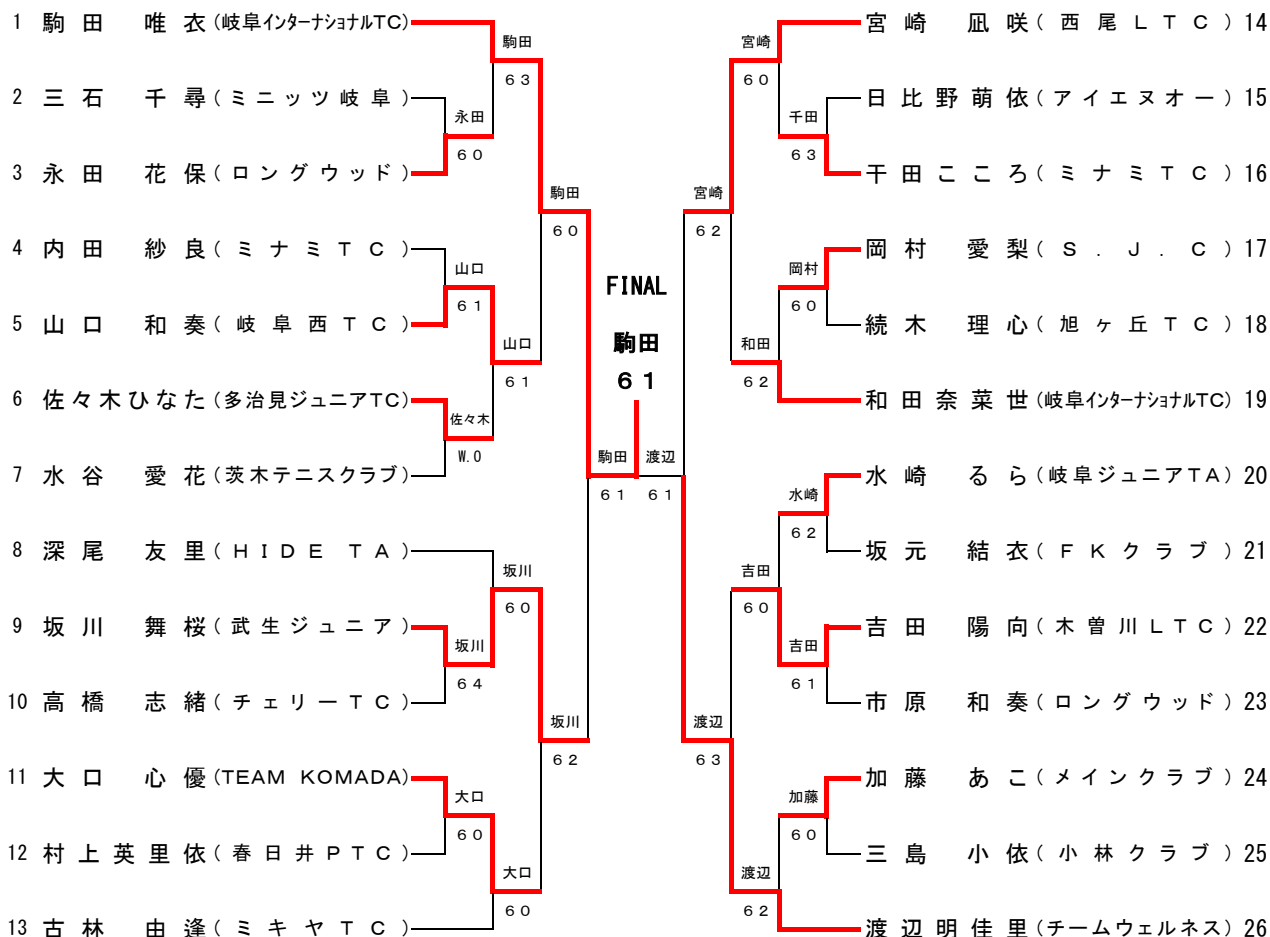 1 駒田 唯衣(岐阜インターナショナルTC)
2 三石 千尋(ミニッツ岐阜)
3 永田 花保(ロングウッド)
4 内田 紗良(ミナミTC)
5 山口 和奏(岐阜西TC)
6 佐々木ひなた(多治見ジュニアTC)
7 水谷 愛花(茨木テニスクラブ)
8 深尾 友里(HIDE TA)
9 坂川 舞桜(武生ジュニア)
10 高橋 志緒(チェリーTC)
11 大口 心優(TEAM KOMADA)
12 村上英里依(春日井PTC)
13 古林 由逢(ミキヤTC)
永田
60
山口
61
佐々木
W.0
坂川
64
大口
60
駒田
63
山口
61
坂川
60
大口
60
駒田
60
坂川
62
駒田
61
FINAL
駒田
61
渡辺
61
宮崎
62
渡辺
63
宮崎
60
和田
62
吉田
60
渡辺
62
千田
63
岡村
60
水崎
62
吉田
61
加藤
60
宮崎 凪咲(西尾LTC) 14
日比野萌依(アイエヌオー) 15
千田こころ(ミナミTC) 16
岡村 愛梨(S.J.C) 17
続木 理心(旭ヶ丘TC) 18
和田奈菜世(岐阜インターナショナルTC) 19
水崎 るら(岐阜ジュニアTA) 20
坂元 結衣(FKクラブ) 21
吉田 陽向(木曽川LTC) 22
市原 和奏(ロングウッド) 23
加藤 あこ(メインクラブ) 24
三島 小依(小林クラブ) 25
渡辺明佳里(チームウェルネス) 26